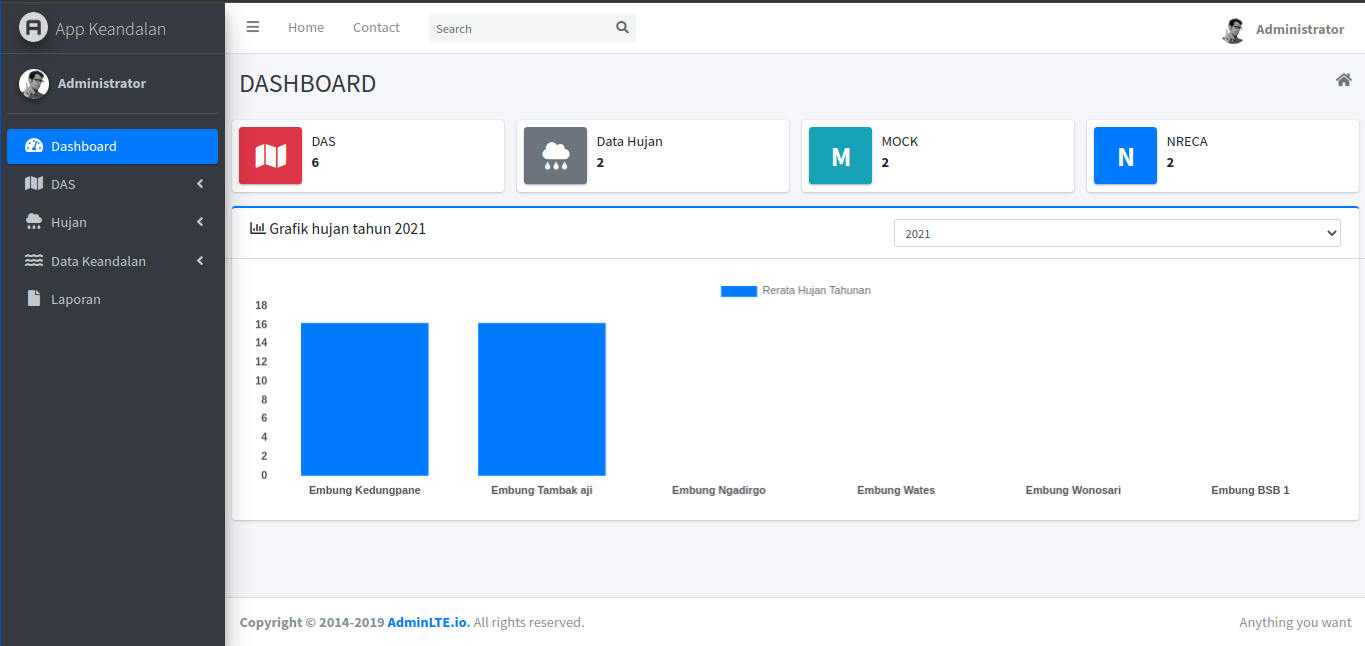 App Keandalan
Home
Contact
Search
Administrator
Administrator
Dashboard
DAS
Hujan
Data Keandalan
Laporan
DASHBOARD
DAS
6
Data Hujan
2
M
MOCK
2
N
NRECA
2
Grafik hujan tahun 2021
2021
Rerata Hujan Tahunan
18
16
14
12
10
8
6
4
2
0
Embung Kedungpane
Embung Tambak aji
Embung Ngadirgo
Embung Wates
Embung Wonosari
Embung BSB 1
Copyright © 2014-2019 AdminLTE.io. All rights reserved.
Anything you want